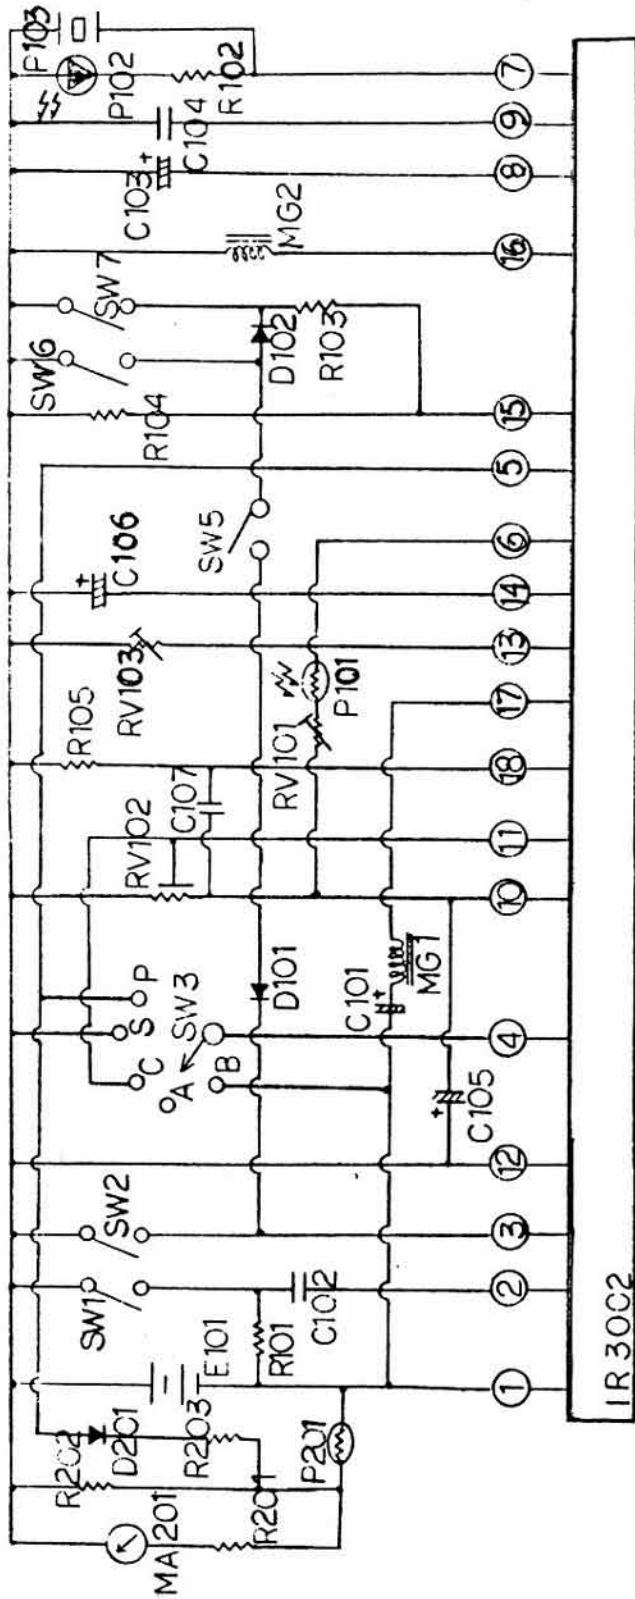 MA201
R201
R202
D201
R203
P201
E101
R101
C102
SW1
SW2
C105
+
A
B
C
S
P
SW3
D101
C101
+
MG1
RV102
C107
R105
RV101
P101
RV103
C106
+
SW5
R104
SW6
SW7
D102
R103
MG2
C103
+
C104
R102
P102
P103
1
2
3
12
4
10
11
18
17
13
14
6
5
15
16
8
9
7
IR30C2